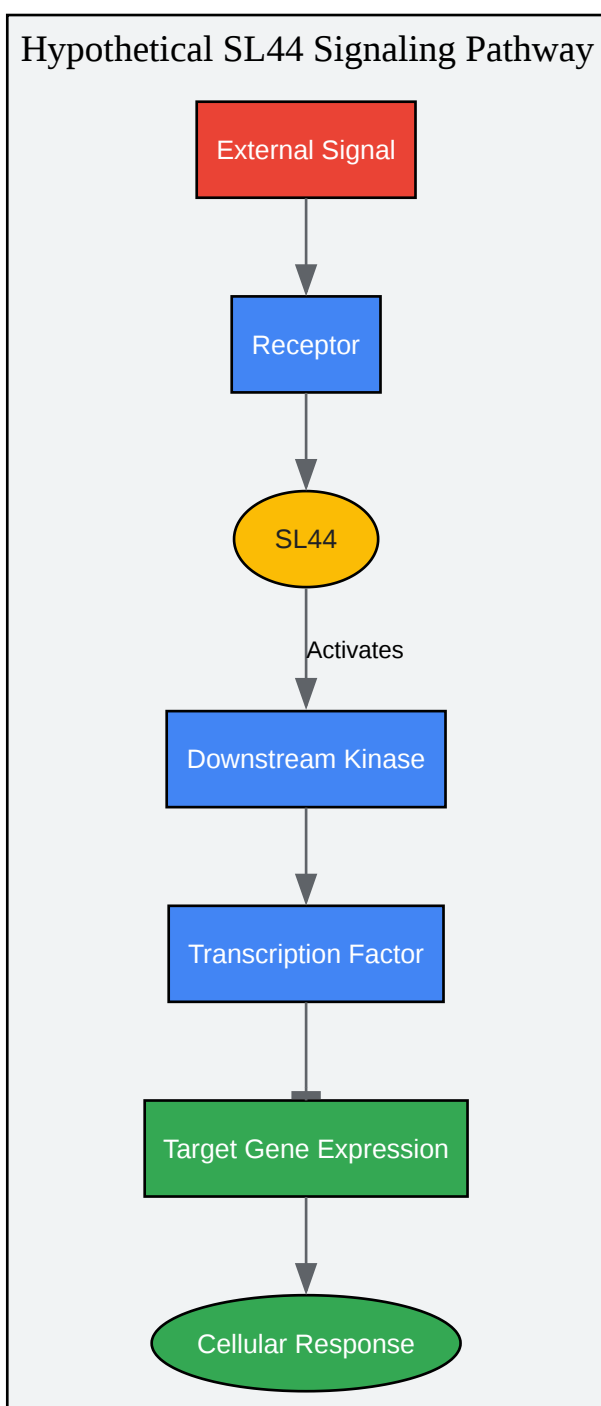 Hypothetical SL44 Signaling Pathway
External Signal
Receptor
SL44
Activates
Downstream Kinase
Transcription Factor
Target Gene Expression
Cellular Response